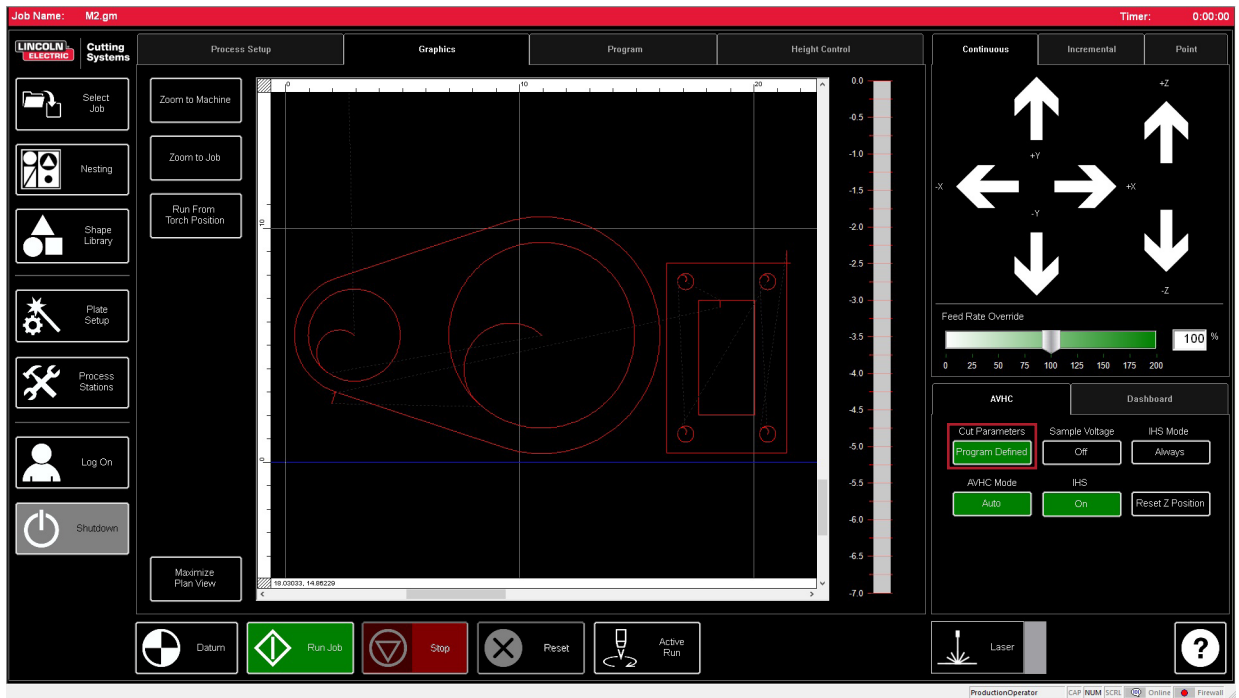 Job Name: M2.gm
Timer: 0:00:00
LINCOLN ELECTRIC
Cutting
Systems
Process Setup
Graphics
Program
Height Control
Continuous
Incremental
Point
Select
Job
Nesting
Shape
Library
Plate
Setup
Process
Stations
Log On
Shutdown
Zoom to Machine
Zoom to Job
Run From
Torch Position
Maximize
Plan View
0
10
20
10
0
18.03033, 14.86229
0.0
-0.5
-1.0
-1.5
-2.0
-2.5
-3.0
-3.5
-4.0
-4.5
-5.0
-5.5
-6.0
-6.5
-7.0
+Y
-X
+X
-Y
+Z
-Z
Feed Rate Override
100 %
0 25 50 75 100 125 150 175 200
AVHC
Dashboard
Cut Parameters
Sample Voltage
IHS Mode
Program Defined
Off
Always
AVHC Mode
IHS
Auto
On
Reset Z Position
Datum
Run Job
Stop
Reset
Active
Run
Laser
?
ProductionOperator
CAP NUM SCRL
Online
Firewall